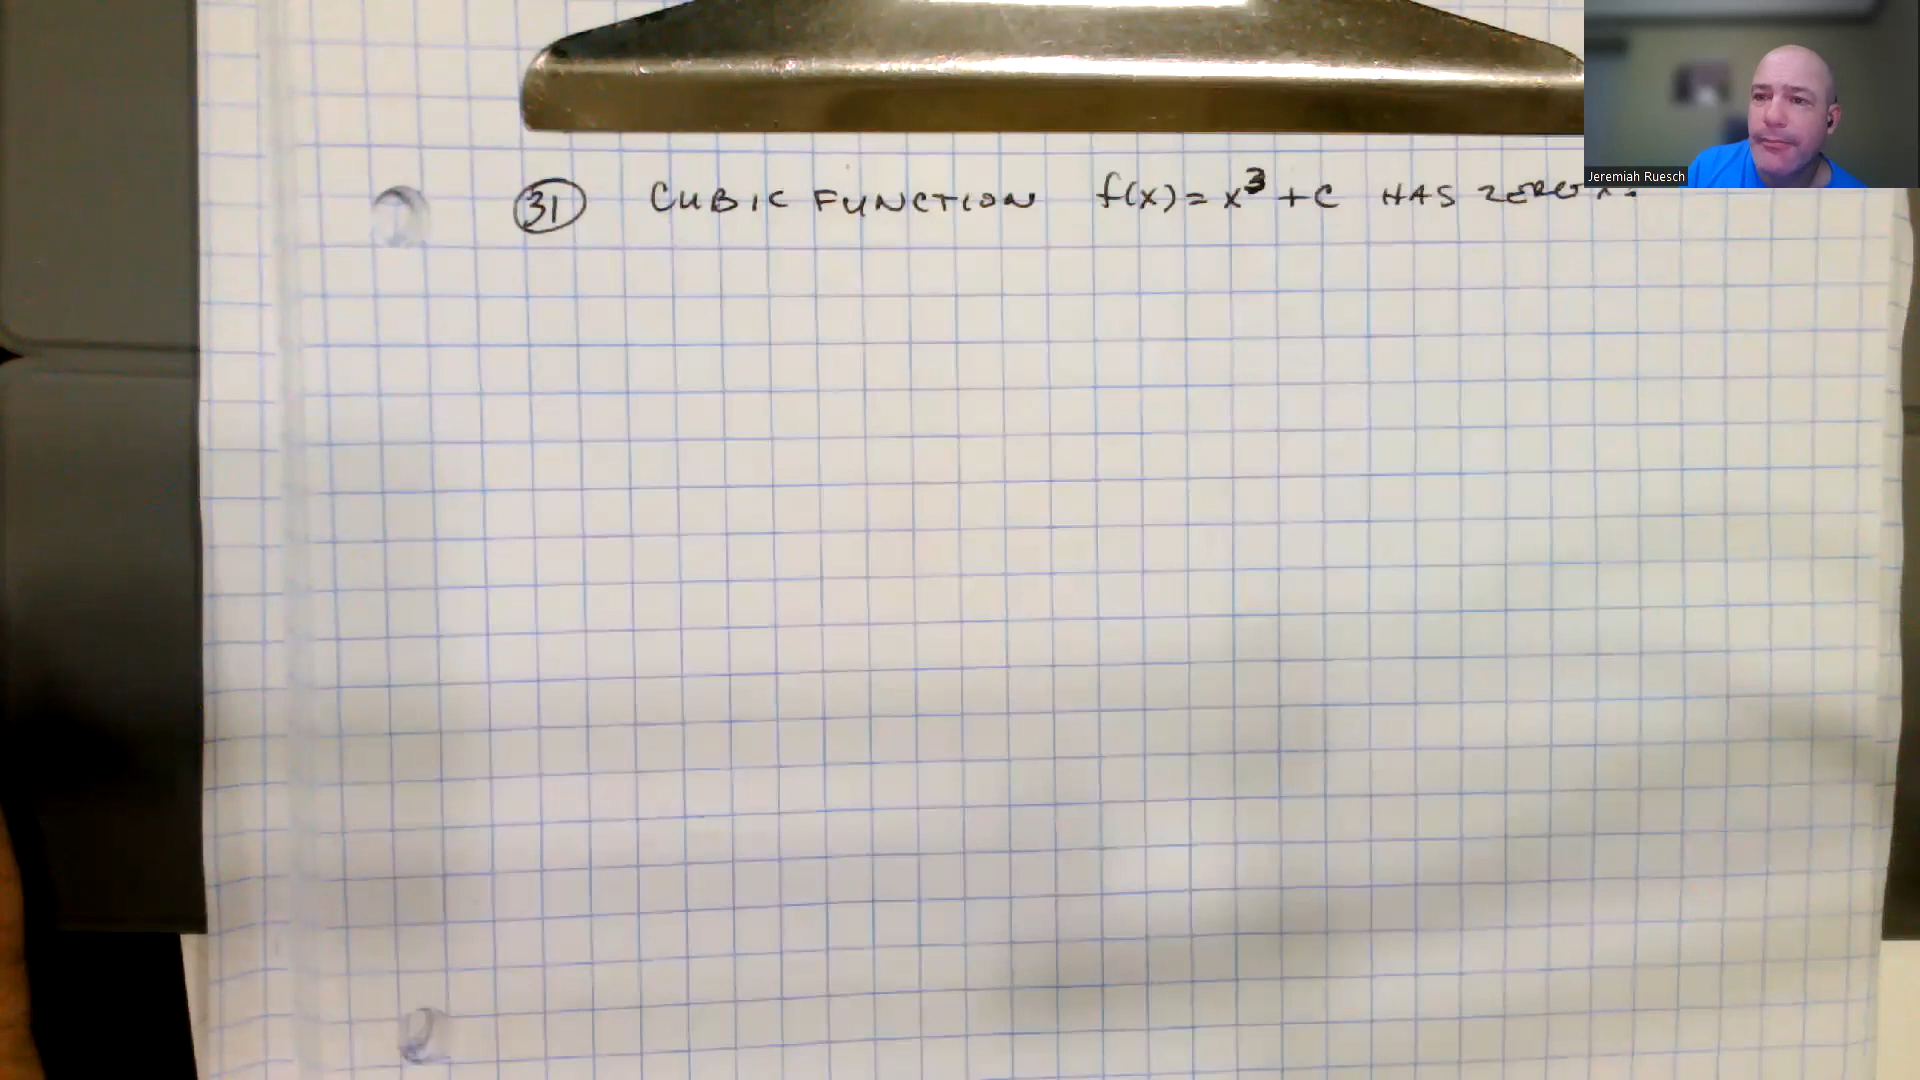 Jeremiah Ruesch
31 CUBIC FUNCTION f(x) = x³ + C HAS